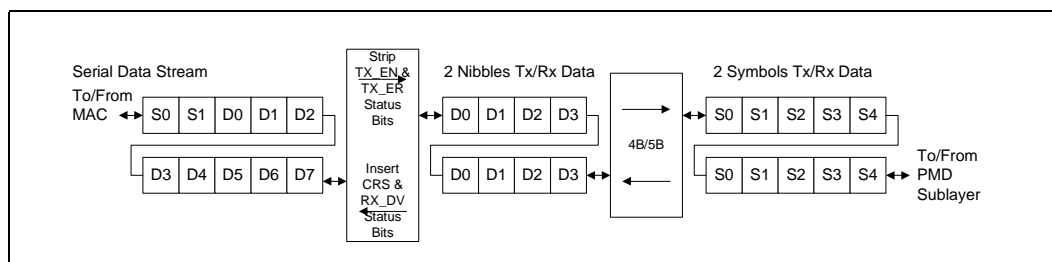 Serial Data Stream
To/From
MAC
S0 S1 D0 D1 D2
D3 D4 D5 D6 D7
Strip
TX_EN &
TX_ER
Status
Bits
Insert
CRS &
RX_DV
Status
Bits
2 Nibbles Tx/Rx Data
D0 D1 D2 D3
D0 D1 D2 D3
4B/5B
2 Symbols Tx/Rx Data
S0 S1 S2 S3 S4
S0 S1 S2 S3 S4
To/From
PMD
Sublayer